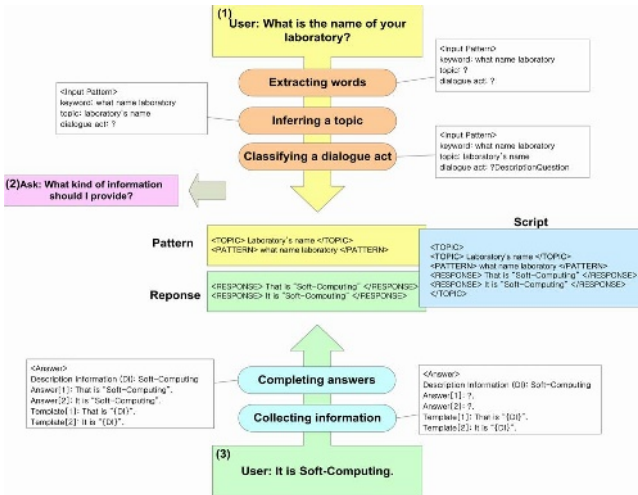 (1)
User: What is the name of your
laboratory?
Extracting words
<Input Pattern>
keyword: what name laboratory
topic: ?
dialogue act: ?
<Input Pattern>
keyword: what name laboratory
topic: laboratory's name
dialogue act: ?
Inferring a topic
Classifying a dialogue act
<Input Pattern>
keyword: what name laboratory
topic: laboratory's name
dialogue act: ?DescriptionQuestion
(2)Ask: What kind of information
should I provide?
Script
Pattern
<TOPIC> Laboratory's name </TOPIC>
<PATTERN> what name laboratory </PATTERN>
Reponse
<RESPONSE> That is "Soft-Computing" </RESPONSE>
<RESPONSE> It is "Soft-Computing" </RESPONSE>
<TOPIC>
<TOPIC> Laboratory's name </TOPIC>
<PATTERN> what name laboratory </PATTERN>
<RESPONSE> That is "Soft-Computing" </RESPONSE>
<RESPONSE> It is "Soft-Computing" </RESPONSE>
</TOPIC>
<Answer>
Description Information (DI): Soft-Computing
Answer[1]: That is "Soft-Computing".
Answer[2]: It is "Soft-Computing".
Template[1]: That is "{DI}".
Template[2]: It is "{DI}".
Completing answers
Collecting information
<Answer>
Description Information (DI): Soft-Computing
Answer[1]: ?.
Answer[2]: ?.
Template[1]: That is "{DI}".
Template[2]: It is "{DI}".
(3)
User: It is Soft-Computing.